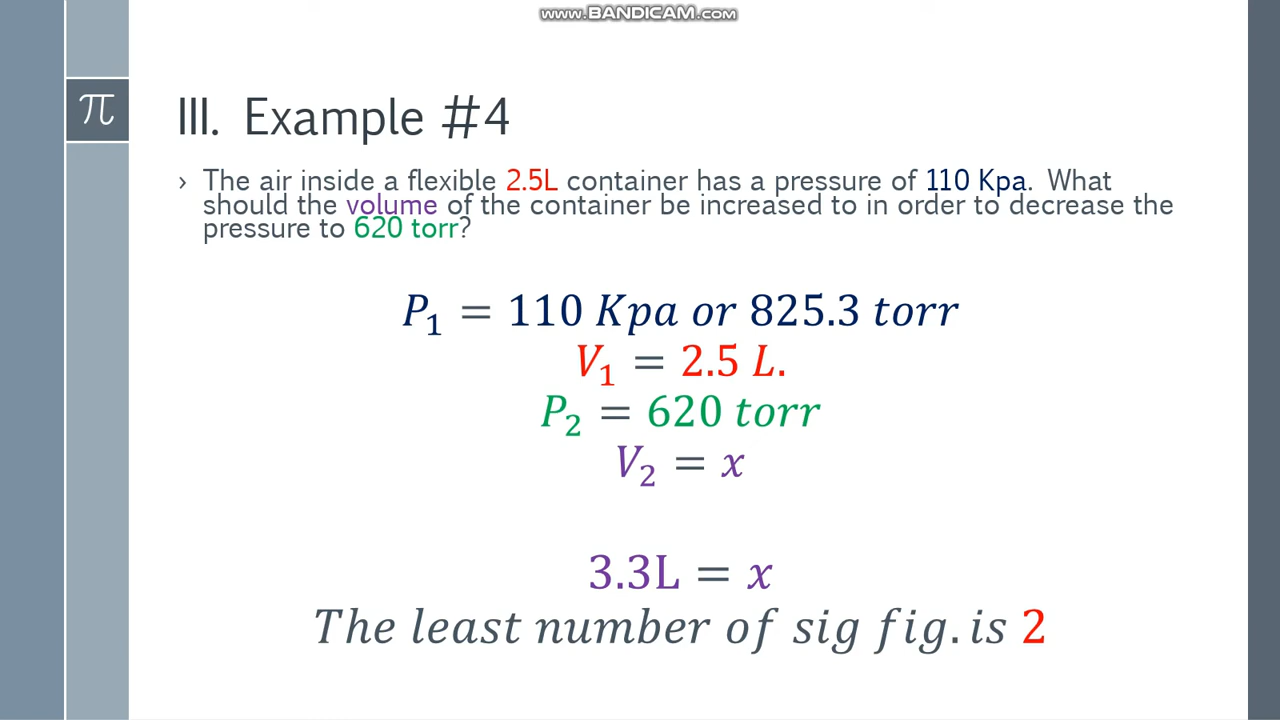 www.BANDICAM.com
π
III. Example #4
› The air inside a flexible 2.5L container has a pressure of 110 Kpa. What
should the volume of the container be increased to in order to decrease the
pressure to 620 torr?
P₁ = 110 Kpa or 825.3 torr
V₁ = 2.5 L.
P₂ = 620 torr
V₂ = x
3.3L = x
The least number of sig fig. is 2